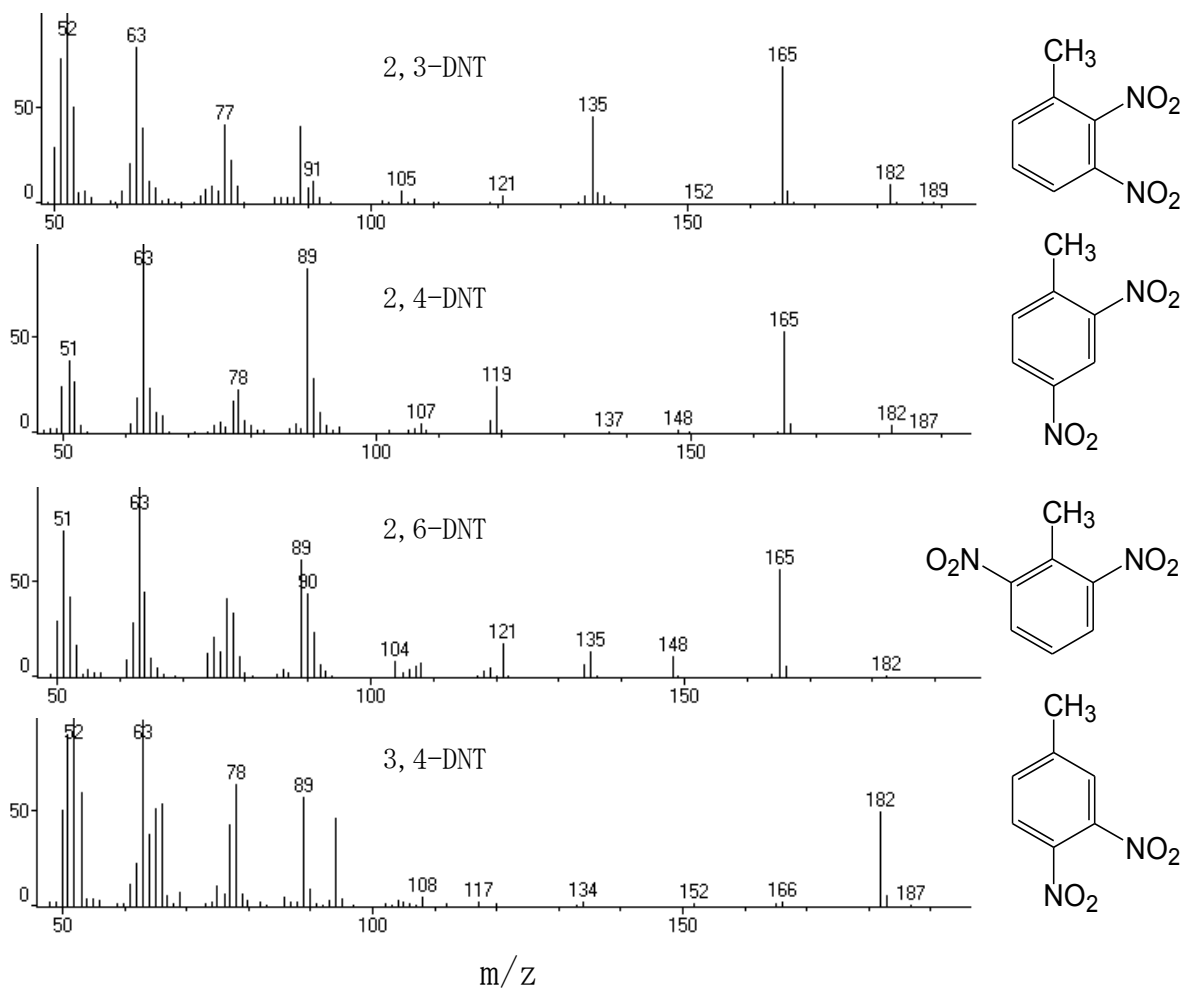 52 63 77 91 105 121 135 152 165 182 189
2,3-DNT
50
0
50 100 150
CH3
NO2
NO2
63 51 78 89 107 119 137 148 165 182 187
2,4-DNT
50
0
50 100 150
CH3
NO2
NO2
51 63 89 90 104 121 135 148 165 182
2,6-DNT
50
0
50 100 150
CH3
O2N NO2
52 63 78 89 108 117 134 152 166 182 187
3,4-DNT
50
0
50 100 150
CH3
NO2
NO2
m/z